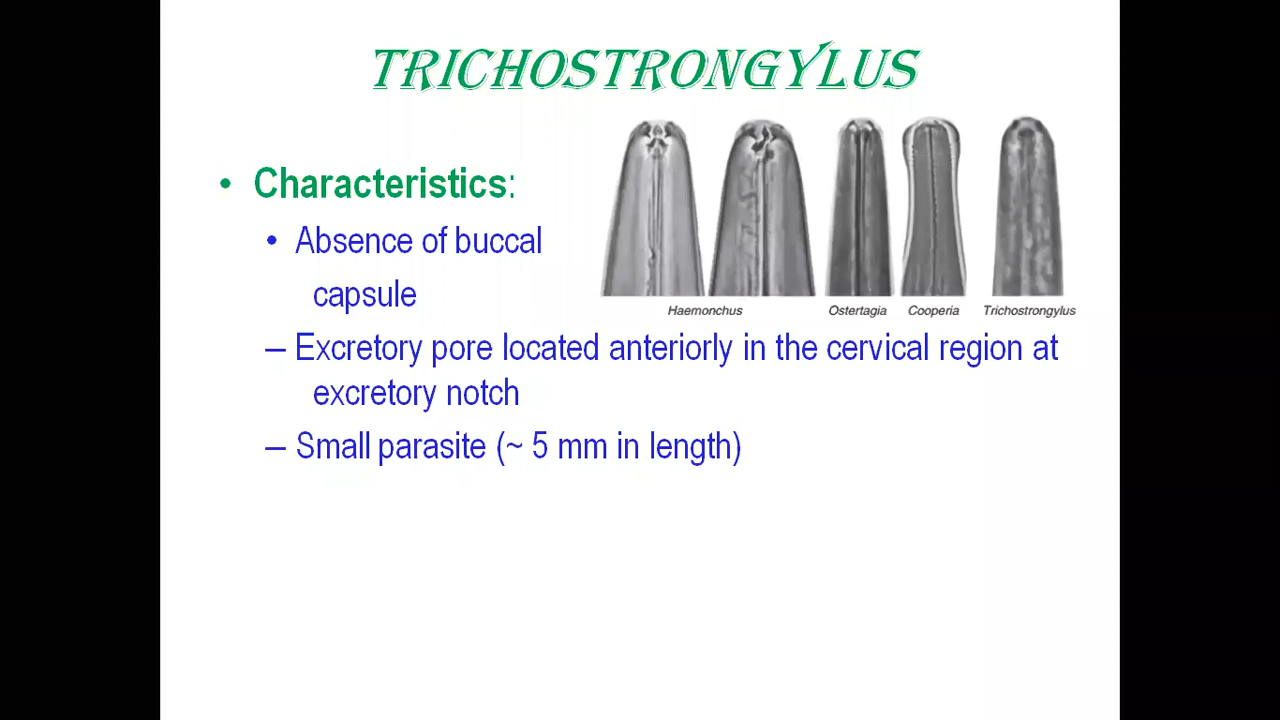 TRICHOSTRONGYLUS
• Characteristics:
• Absence of buccal
capsule
Haemonchus Ostertagia Cooperia Trichostrongylus
– Excretory pore located anteriorly in the cervical region at
excretory notch
– Small parasite (~ 5 mm in length)